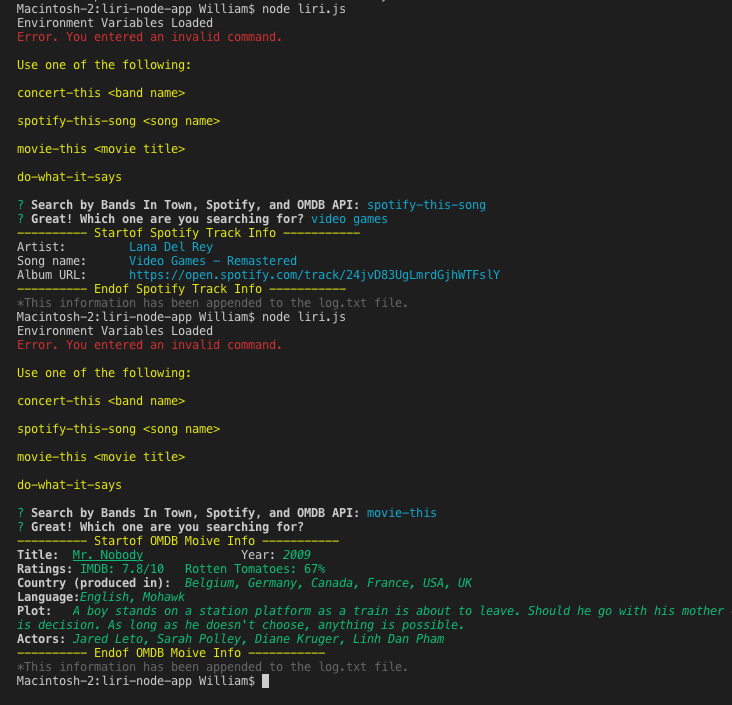 Macintosh-2:liri-node-app William$ node liri.js
Environment Variables Loaded
Error. You entered an invalid command.
Use one of the following:
concert-this <band name>
spotify-this-song <song name>
movie-this <movie title>
do-what-it-says
? Search by Bands In Town, Spotify, and OMDB API: spotify-this-song
? Great! Which one are you searching for? video games
---------- Startof Spotify Track Info -----------
Artist: Lana Del Rey
Song name: Video Games - Remastered
Album URL: https://open.spotify.com/track/24jvD83UgLmrdGjhWTFslY
---------- Endof Spotify Track Info -----------
*This information has been appended to the log.txt file.
Macintosh-2:liri-node-app William$ node liri.js
Environment Variables Loaded
Error. You entered an invalid command.
Use one of the following:
concert-this <band name>
spotify-this-song <song name>
movie-this <movie title>
do-what-it-says
? Search by Bands In Town, Spotify, and OMDB API: movie-this
? Great! Which one are you searching for?
---------- Startof OMDB Moive Info -----------
Title: Mr. Nobody Year: 2009
Ratings: IMDB: 7.8/10 Rotten Tomatoes: 67%
Country (produced in): Belgium, Germany, Canada, France, USA, UK
Language:English, Mohawk
Plot: A boy stands on a station platform as a train is about to leave. Should he go with his mother
is decision. As long as he doesn't choose, anything is possible.
Actors: Jared Leto, Sarah Polley, Diane Kruger, Linh Dan Pham
---------- Endof OMDB Moive Info -----------
*This information has been appended to the log.txt file.
Macintosh-2:liri-node-app William$